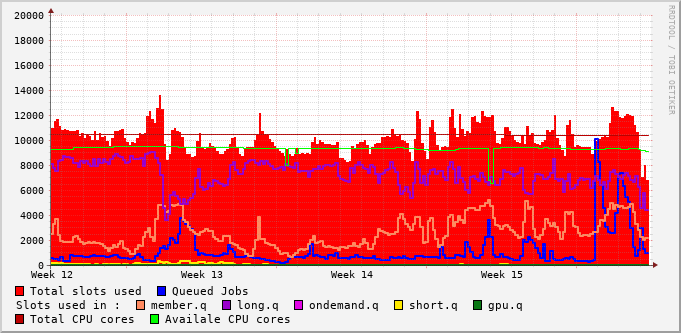 20000
18000
16000
14000
12000
10000
8000
6000
4000
2000
0
Week 12 Week 13 Week 14 Week 15
RRDTOOL / TOBI OETIKER
Total slots used Queued Jobs
Slots used in : member.q long.q ondemand.q short.q gpu.q
Total CPU cores Availale CPU cores